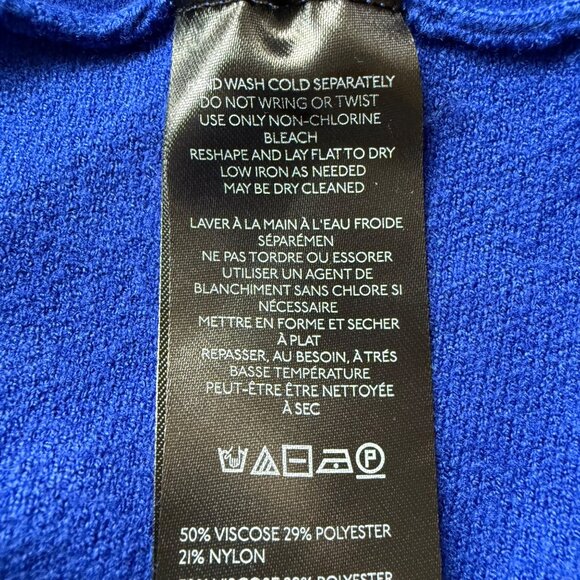 WASH COLD SEPARATELY
DO NOT WRING OR TWIST
USE ONLY NON-CHLORINE
BLEACH
RESHAPE AND LAY FLAT TO DRY
LOW IRON AS NEEDED
MAY BE DRY CLEANED
LAVER À LA MAIN À L'EAU FROIDE
SÉPARÉMEN
NE PAS TORDRE OU ESSORER
UTILISER UN AGENT DE
BLANCHIMENT SANS CHLORE SI
NÉCESSAIRE
METTRE EN FORME ET SECHER
À PLAT
REPASSER, AU BESOIN, À TRÉS
BASSE TEMPÉRATURE
PEUT-ÊTRE ÊTRE NETTOYÉE
À SEC
P
50% VISCOSE 29% POLYESTER
21% NYLON